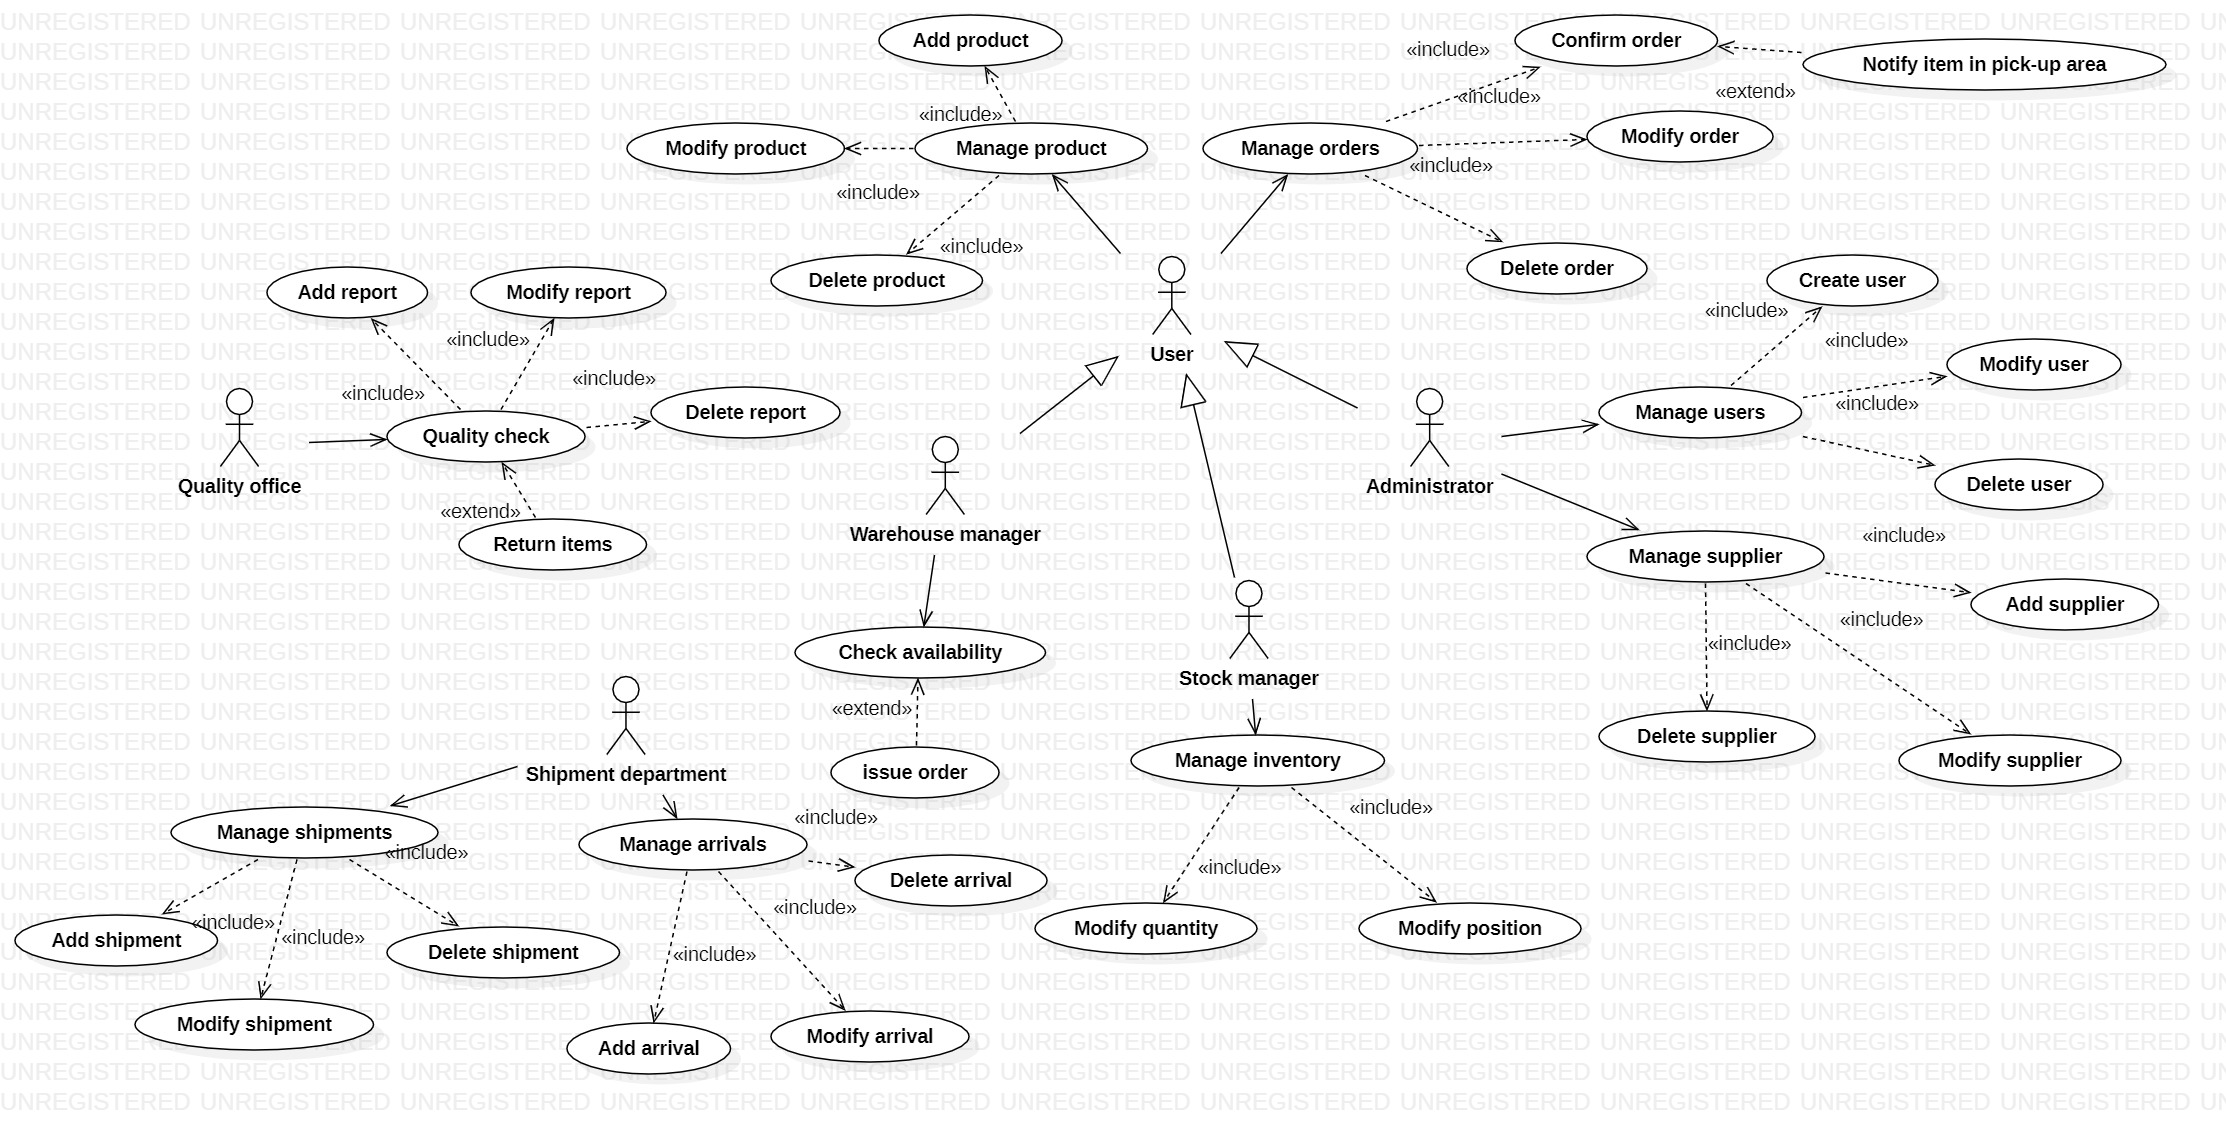 Add product
Confirm order
«include»
Notify item in pick-up area
«extend»
«include»
«include»
Modify order
Modify product
Manage product
Manage orders
«include»
«include»
«include»
Delete product
Delete order
Add report
Modify report
Create user
«include»
«include»
«include»
User
Modify user
«include»
«include»
«include»
Delete report
Manage users
Quality check
Quality office
Administrator
Delete user
«extend»
Return items
Warehouse manager
«include»
Manage supplier
Add supplier
«include»
«include»
Check availability
Stock manager
«extend»
Delete supplier
Modify supplier
Shipment department
issue order
Manage inventory
«include»
«include»
Manage shipments
Manage arrivals
«include»
«include»
Delete arrival
«include»
Add shipment
«include»
«include»
Delete shipment
«include»
Modify quantity
Modify position
Modify shipment
Add arrival
Modify arrival
UNREGISTERED